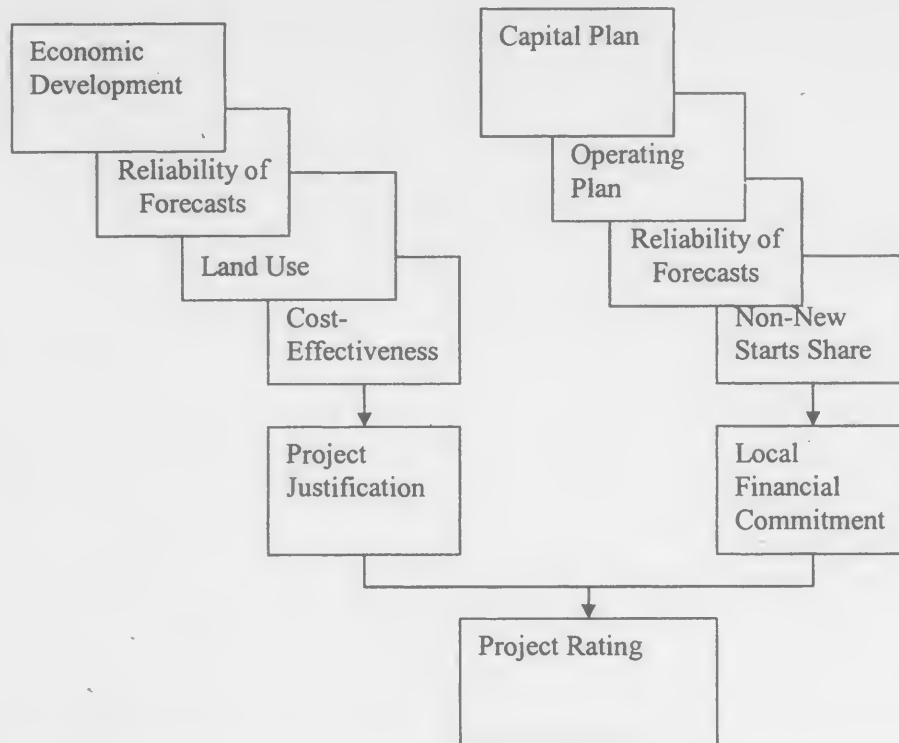 Economic
Development
Reliability of
Forecasts
Land Use
Cost-
Effectiveness
Project
Justification
Capital Plan
Operating
Plan
Reliability of
Forecasts
Non-New
Starts Share
Local
Financial
Commitment
Project Rating